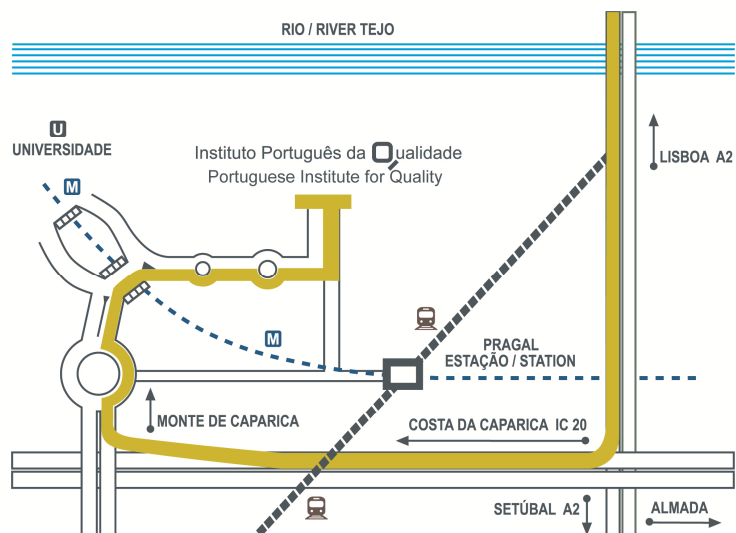 RIO / RIVER TEJO
U
UNIVERSIDADE
Instituto Português da Qualidade
Portuguese Institute for Quality
LISBOA A2
M
M
PRAGAL
ESTAÇÃO / STATION
MONTE DE CAPARICA
COSTA DA CAPARICA IC 20
SETÚBAL A2
ALMADA